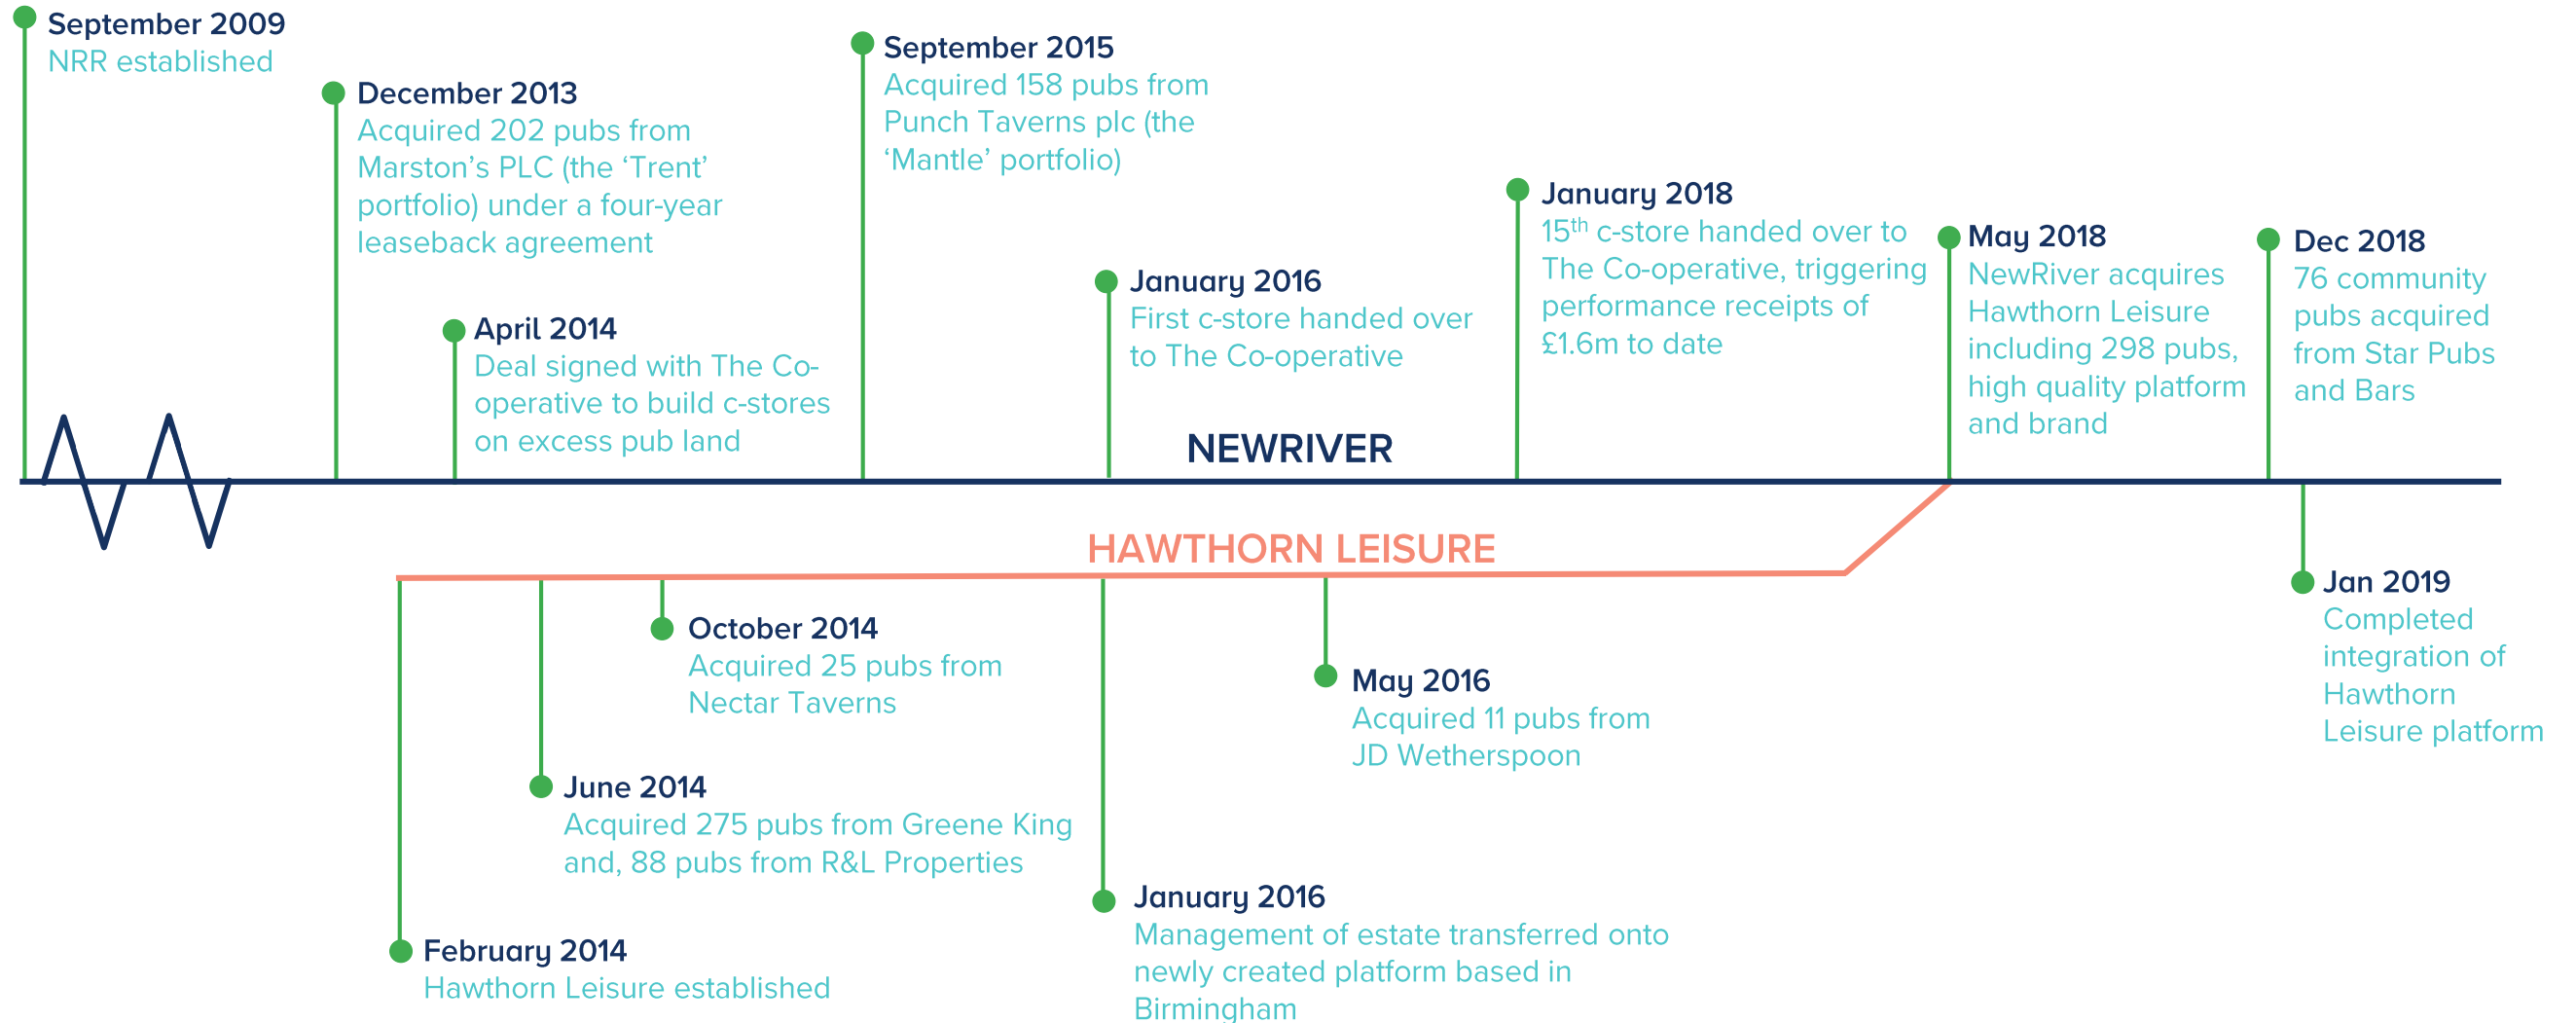 September 2009
NRR established
December 2013
Acquired 202 pubs from
Marston’s PLC (the ‘Trent’
portfolio) under a four-year
leaseback agreement
April 2014
Deal signed with The Co-
operative to build c-stores
on excess pub land
September 2015
Acquired 158 pubs from
Punch Taverns plc (the
‘Mantle’ portfolio)
January 2016
First c-store handed over
to The Co-operative
January 2018
15th c-store handed over to
The Co-operative, triggering
performance receipts of
£1.6m to date
May 2018
NewRiver acquires
Hawthorn Leisure
including 298 pubs,
high quality platform
and brand
Dec 2018
76 community
pubs acquired
from Star Pubs
and Bars
NEWRIVER
HAWTHORN LEISURE
February 2014
Hawthorn Leisure established
June 2014
Acquired 275 pubs from Greene King
and, 88 pubs from R&L Properties
October 2014
Acquired 25 pubs from
Nectar Taverns
January 2016
Management of estate transferred onto
newly created platform based in
Birmingham
May 2016
Acquired 11 pubs from
JD Wetherspoon
Jan 2019
Completed
integration of
Hawthorn
Leisure platform